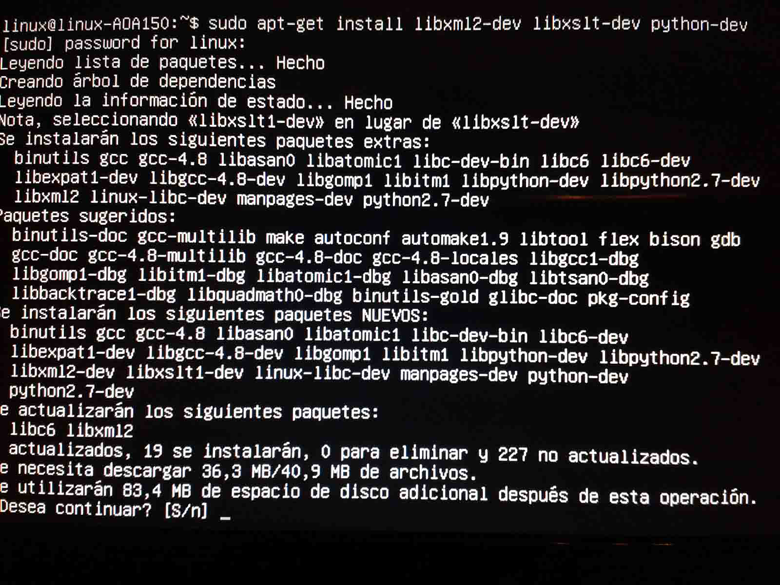 linux@linux-AOA150:~$ sudo apt-get install libxml2-dev libxslt-dev python-dev
[sudo] password for linux:
Leyendo lista de paquetes... Hecho
Creando árbol de dependencias
Leyendo la información de estado... Hecho
Nota, seleccionando «libxslt1-dev» en lugar de «libxslt-dev»
Se instalarán los siguientes paquetes extras:
binutils gcc gcc-4.8 libasan0 libatomic1 libc-dev-bin libc6 libc6-dev
libexpat1-dev libgcc-4.8-dev libgomp1 libitm1 libpython-dev libpython2.7-dev
libxml2 linux-libc-dev manpages-dev python2.7-dev
Paquetes sugeridos:
binutils-doc gcc-multilib make autoconf automake1.9 libtool flex bison gdb
gcc-doc gcc-4.8-multilib gcc-4.8-doc gcc-4.8-locales libgcc1-dbg
libgomp1-dbg libitm1-dbg libatomic1-dbg libasan0-dbg libtsan0-dbg
libbacktrace1-dbg libquadmath0-dbg binutils-gold glibc-doc pkg-config
Se instalarán los siguientes paquetes NUEVOS:
binutils gcc gcc-4.8 libasan0 libatomic1 libc-dev-bin libc6-dev
libexpat1-dev libgcc-4.8-dev libgomp1 libitm1 libpython-dev libpython2.7-dev
libxml2-dev libxslt1-dev linux-libc-dev manpages-dev python-dev
python2.7-dev
e actualizarán los siguientes paquetes:
libc6 libxml2
actualizados, 19 se instalarán, 0 para eliminar y 227 no actualizados.
e necesita descargar 36,3 MB/40,9 MB de archivos.
e utilizarán 83,4 MB de espacio de disco adicional después de esta operación.
Desea continuar? [S/n] _